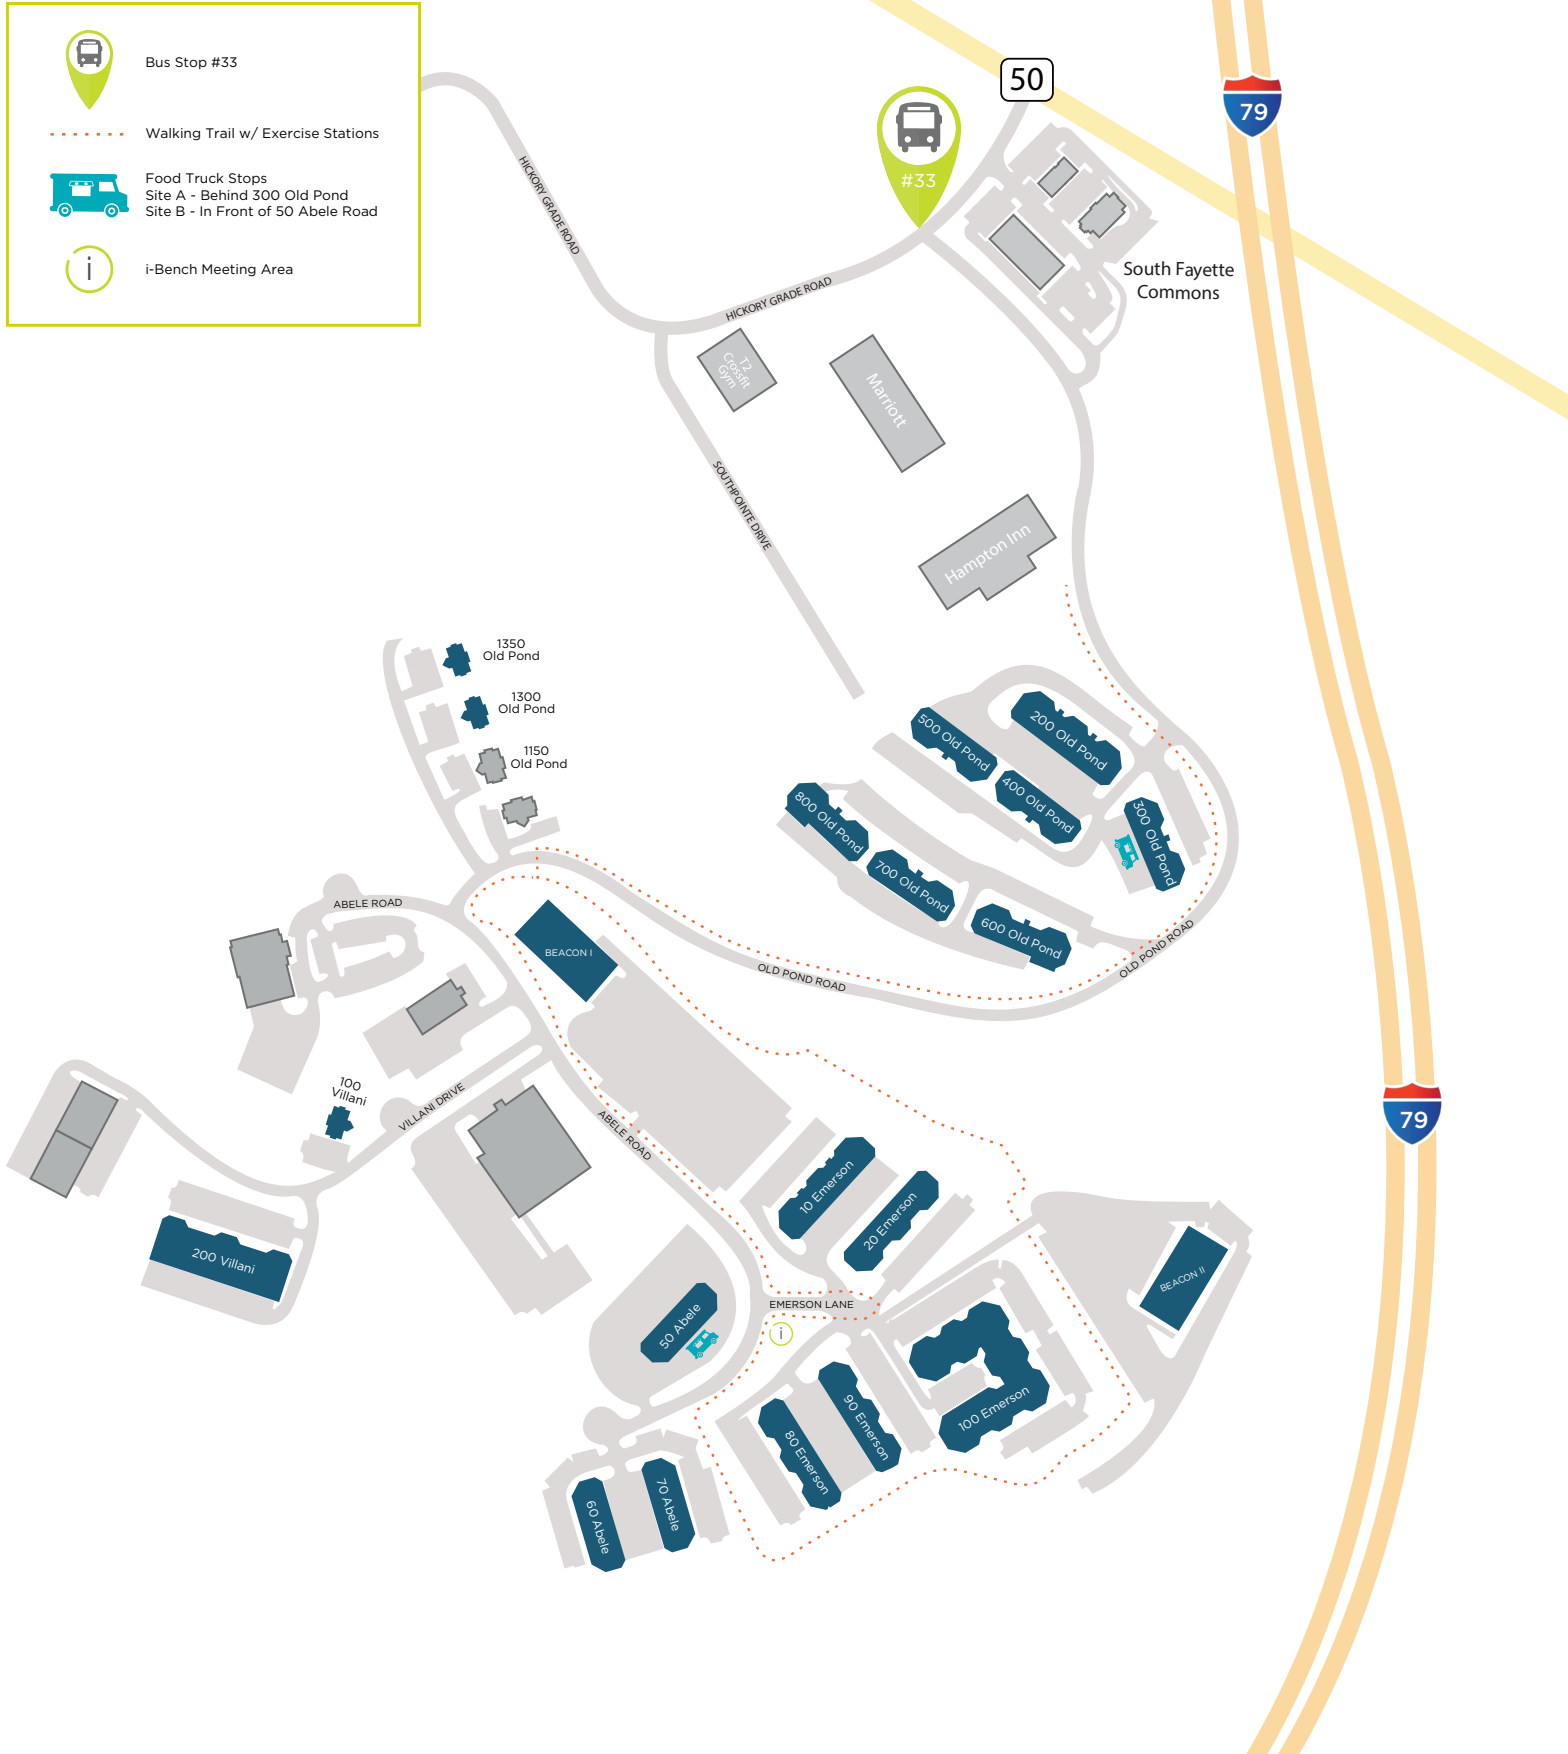 Bus Stop #33
Walking Trail w/ Exercise Stations
Food Truck Stops
Site A - Behind 300 Old Pond
Site B - In Front of 50 Abele Road
i
i-Bench Meeting Area
50
79
#33
HICKORY GRADE ROAD
South Fayette
Commons
HICKORY GRADE ROAD
T2
Crossfit
Gym
Marriott
SOUTHPOINTE DRIVE
Hampton Inn
1350
Old Pond
1300
Old Pond
1150
Old Pond
500 Old Pond
200 Old Pond
400 Old Pond
300 Old Pond
800 Old Pond
700 Old Pond
600 Old Pond
ABELE ROAD
BEACON I
OLD POND ROAD
OLD POND ROAD
100
Villani
VILLANI DRIVE
ABELE ROAD
79
10 Emerson
20 Emerson
200 Villani
BEACON II
EMERSON LANE
50 Abele
i
100 Emerson
90 Emerson
80 Emerson
70 Abele
60 Abele